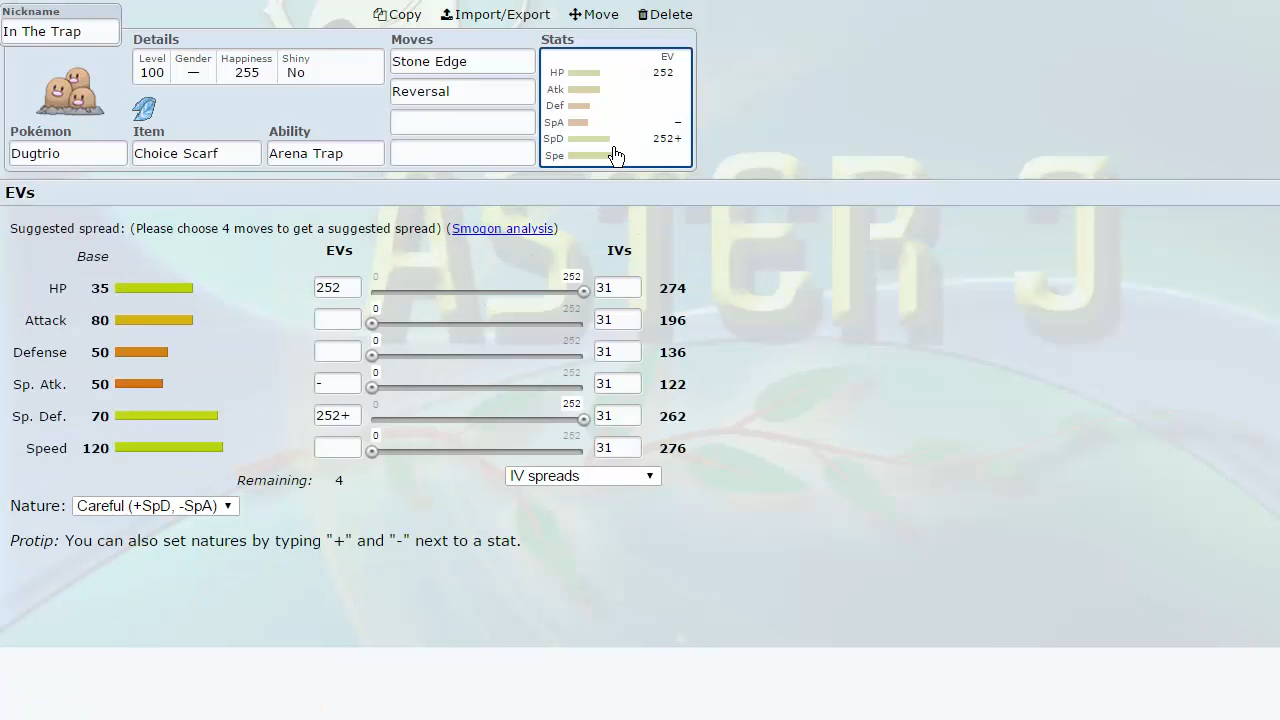 Nickname
In The Trap
Copy Import/Export Move Delete
Details
Level Gender Happiness Shiny
100 — 255 No
Pokémon Item Ability
Dugtrio Choice Scarf Arena Trap
Moves
Stone Edge
Reversal
Stats
EV
HP 252
Atk
Def
SpA −
SpD 252+
Spe
EVs
Suggested spread: (Please choose 4 moves to get a suggested spread) (Smogon analysis)
Base EVs IVs
HP 35 252 0 252 31 274
Attack 80 0 252 31 196
Defense 50 0 252 31 136
Sp. Atk. 50 - 0 252 31 122
Sp. Def. 70 252+ 0 252 31 262
Speed 120 0 252 31 276
Remaining: 4 IV spreads
Nature: Careful (+SpD, -SpA)
Protip: You can also set natures by typing "+" and "-" next to a stat.
ASTER J